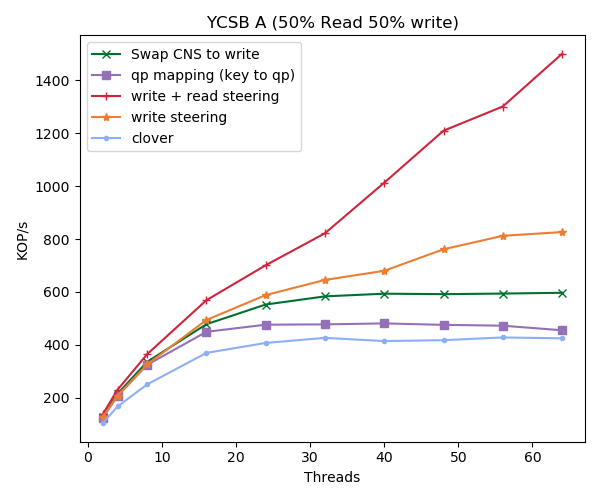 YCSB A (50% Read 50% write)
Swap CNS to write
qp mapping (key to qp)
write + read steering
write steering
clover
KOP/s
1400
1200
1000
800
600
400
200
0 10 20 30 40 50 60
Threads